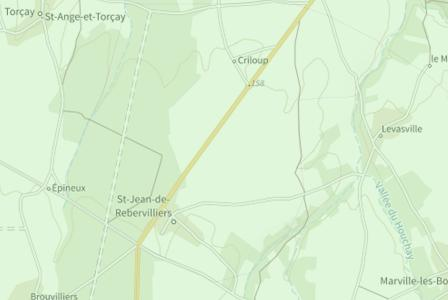 Torçay
St-Ange-et-Torçay
Criloup
158
le M
Levasville
Épineux
St-Jean-de-
Rebervilliers
Vallée du Houchay
Marville-les-Bo
Brouvilliers